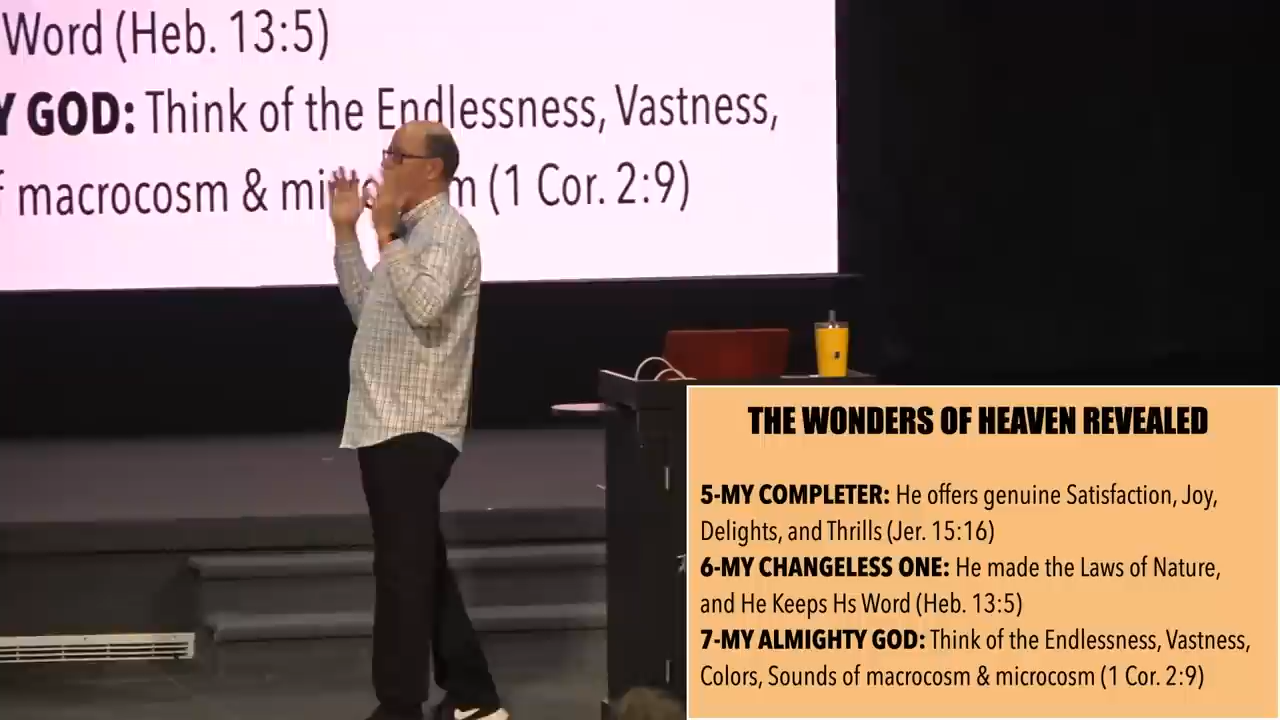 Word (Heb. 13:5)
Y GOD: Think of the Endlessness, Vastness,
f macrocosm & mi m (1 Cor. 2:9)
THE WONDERS OF HEAVEN REVEALED
5-MY COMPLETER: He offers genuine Satisfaction, Joy,
Delights, and Thrills (Jer. 15:16)
6-MY CHANGELESS ONE: He made the Laws of Nature,
and He Keeps Hs Word (Heb. 13:5)
7-MY ALMIGHTY GOD: Think of the Endlessness, Vastness,
Colors, Sounds of macrocosm & microcosm (1 Cor. 2:9)